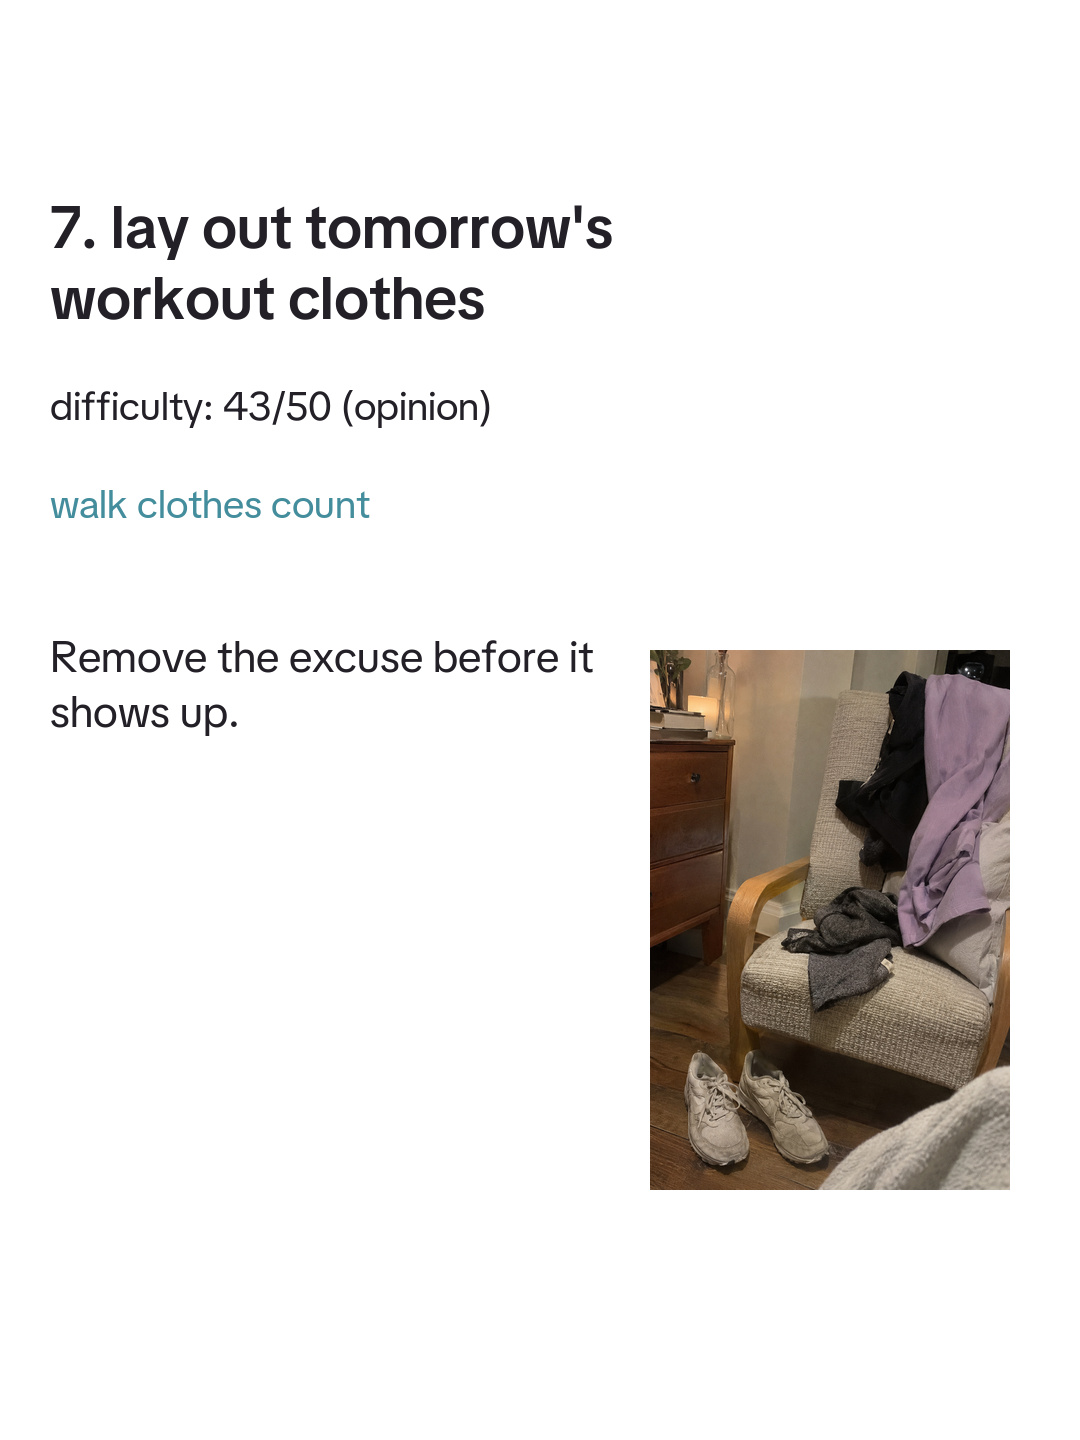 7. lay out tomorrow's
workout clothes
difficulty: 43/50 (opinion)
walk clothes count
Remove the excuse before it
shows up.